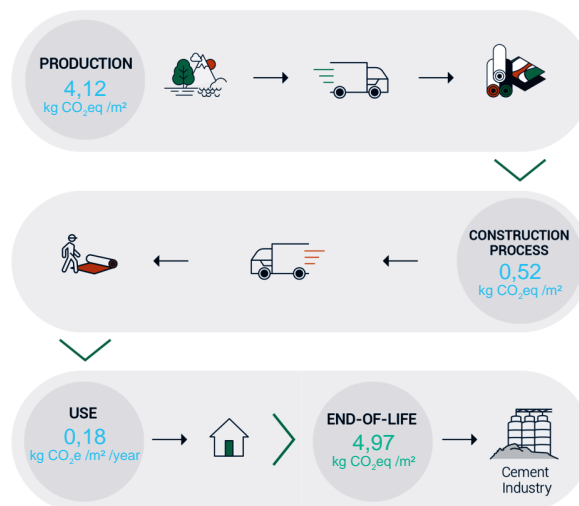 PRODUCTION
4,12
kg CO₂eq /m²
CONSTRUCTION
PROCESS
0,52
kg CO₂eq /m²
USE
0,18
kg CO₂e /m² /year
END-OF-LIFE
4,97
kg CO₂eq /m²
Cement
Industry